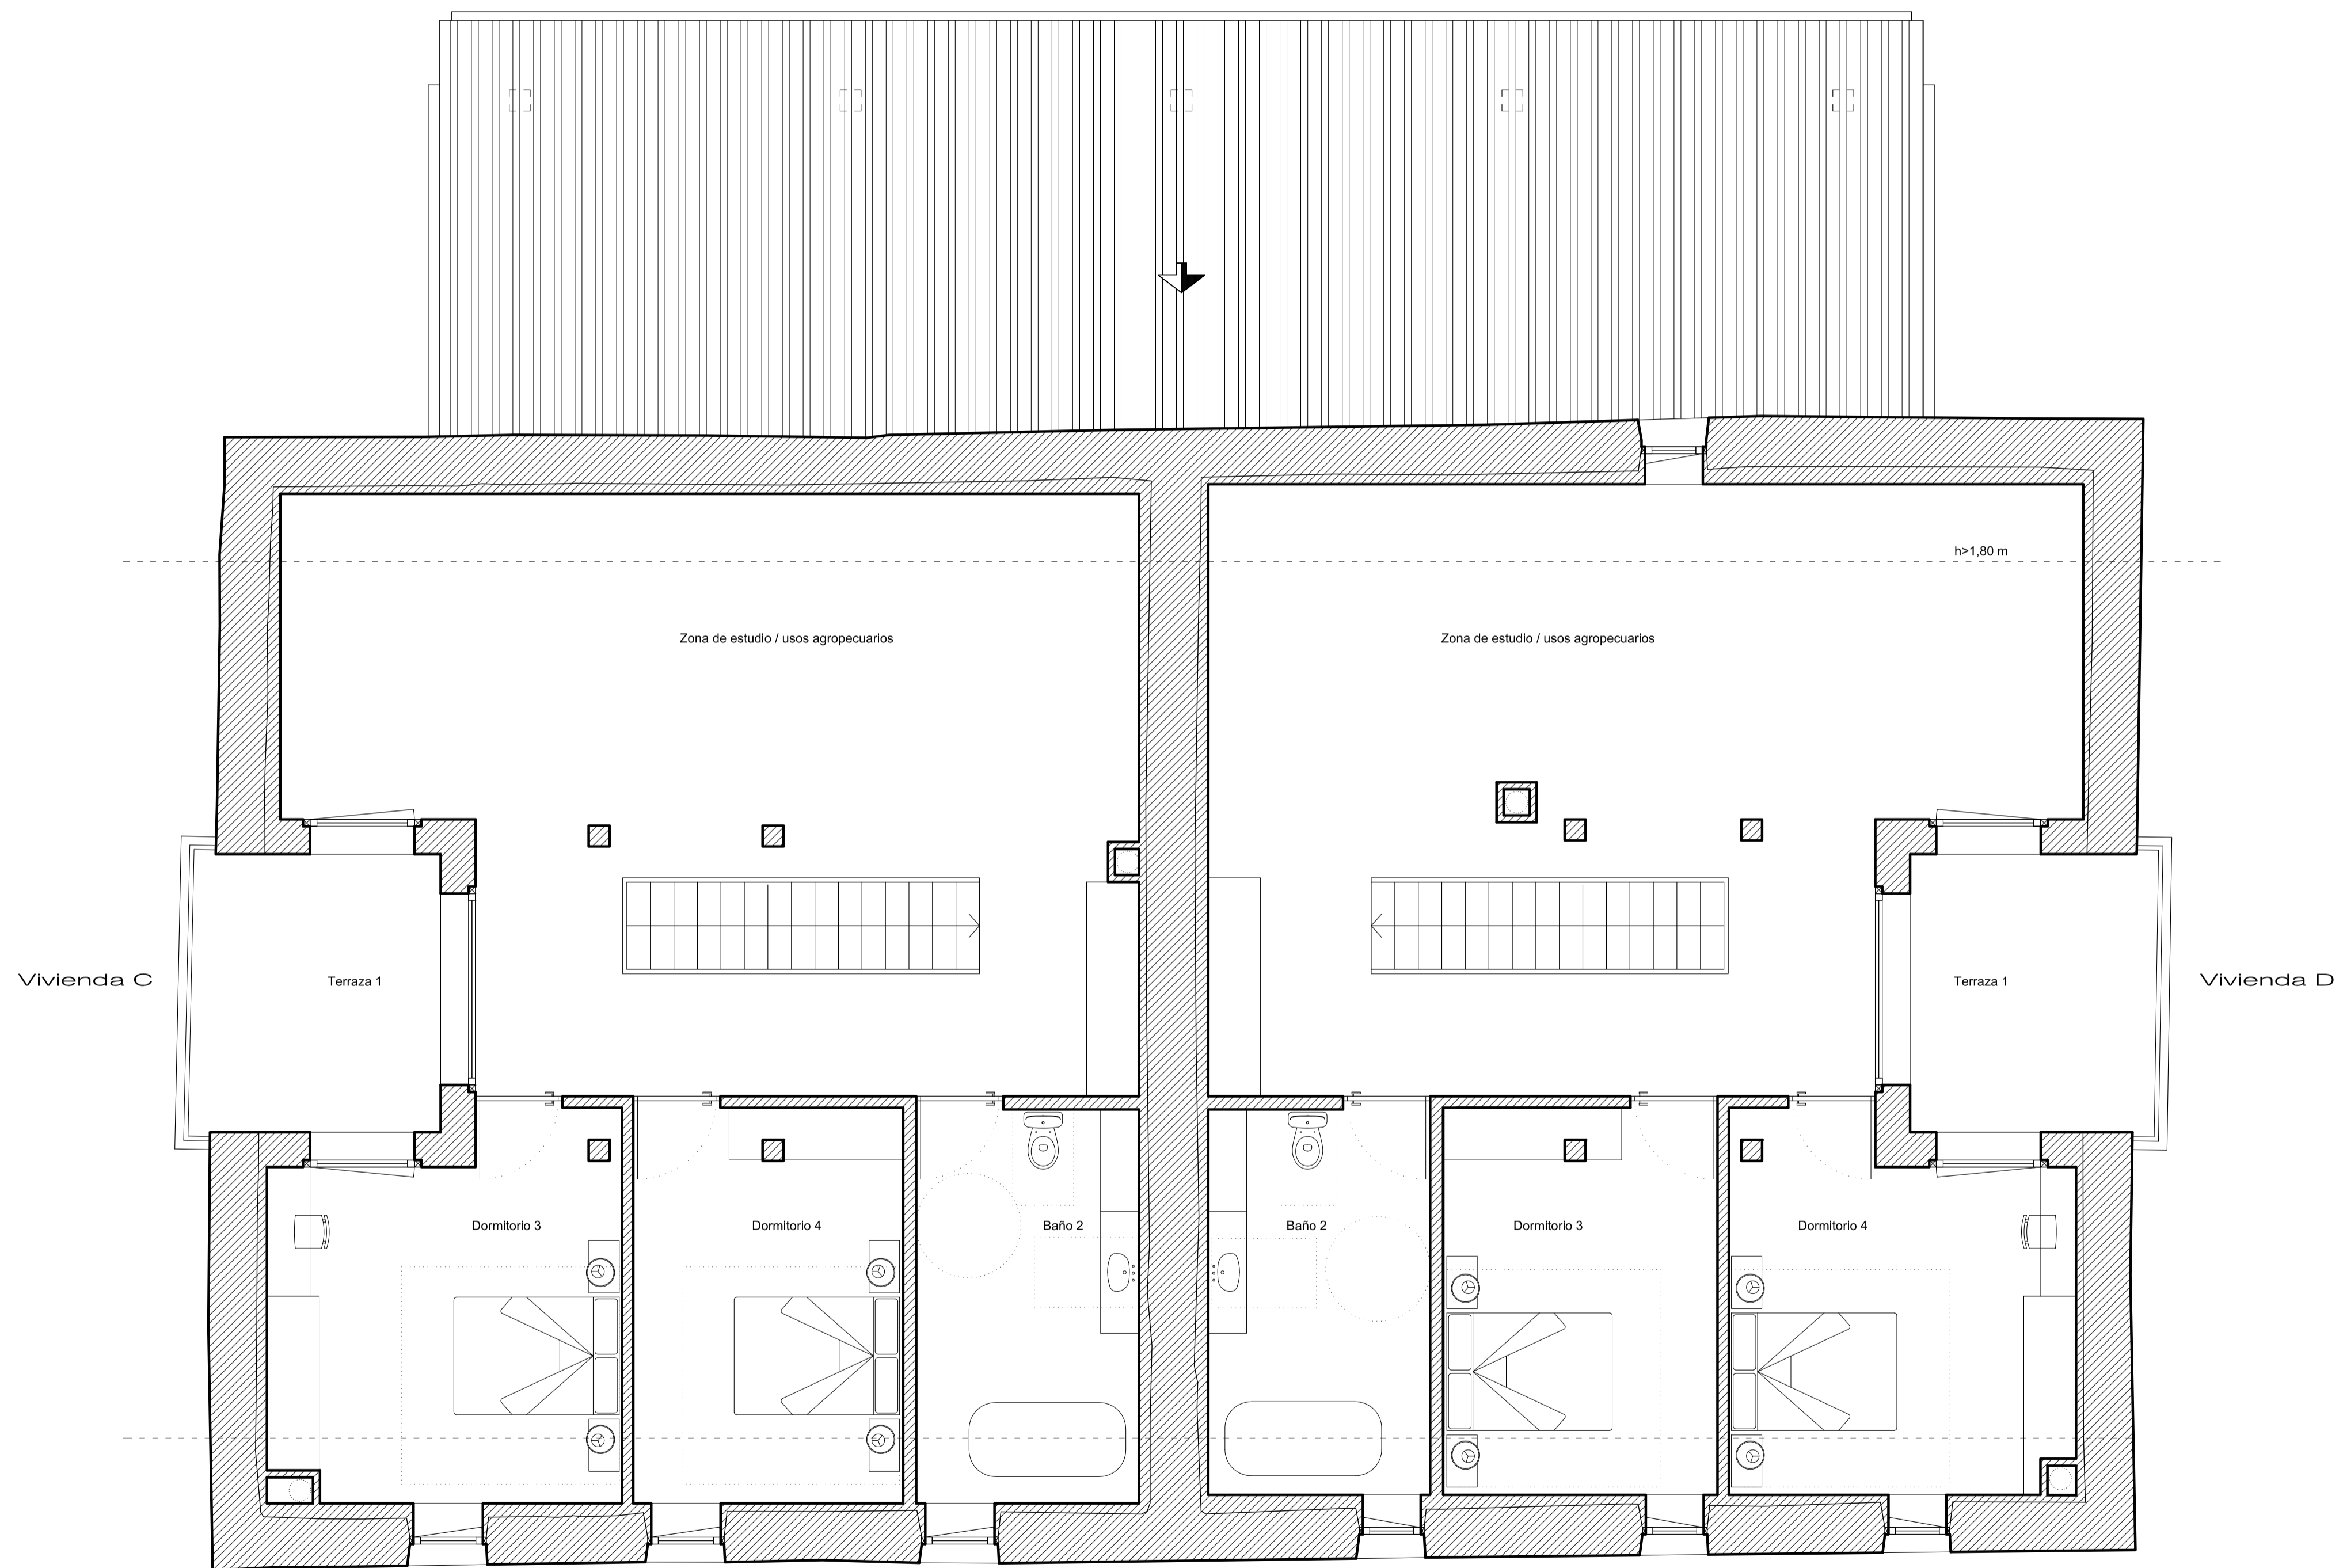 h>1,80 m
Zona de estudio / usos agropecuarios
Zona de estudio / usos agropecuarios
Vivienda C
Terraza 1
Terraza 1
Vivienda D
Dormitorio 3
Dormitorio 4
Baño 2
Baño 2
Dormitorio 3
Dormitorio 4